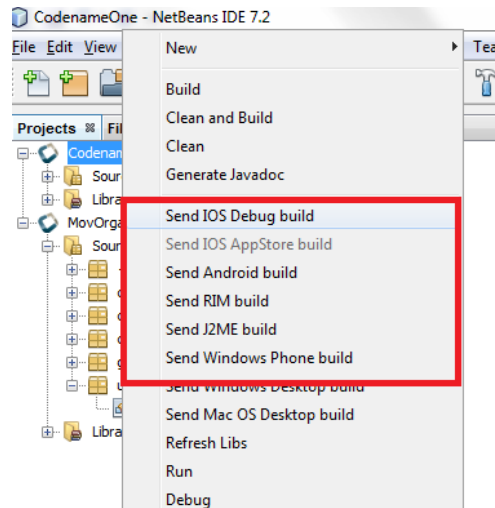 CodenameOne - NetBeans IDE 7.2
File Edit View
Tea
New
Build
Clean and Build
Projects
Clean
Generate Javadoc
Sour
Libra
Send IOS Debug build
MovOrga
Send IOS AppStore build
Sour
Send Android build
Send RIM build
Send J2ME build
Send Windows Phone build
Send Windows Desktop build
Send Mac OS Desktop build
Libra
Refresh Libs
Run
Debug